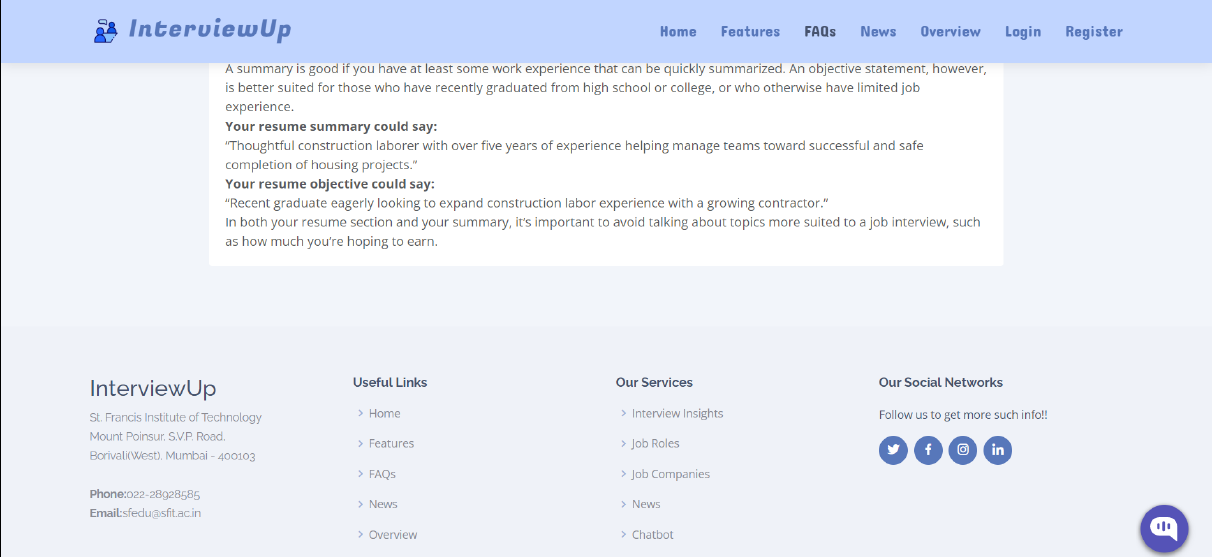 InterviewUp
Home Features FAQs News Overview Login Register
A summary is good if you have at least some work experience that can be quickly summarized. An objective statement, however,
is better suited for those who have recently graduated from high school or college, or who otherwise have limited job
experience.
Your resume summary could say:
“Thoughtful construction laborer with over five years of experience helping manage teams toward successful and safe
completion of housing projects.”
Your resume objective could say:
“Recent graduate eagerly looking to expand construction labor experience with a growing contractor.”
In both your resume section and your summary, it’s important to avoid talking about topics more suited to a job interview, such
as how much you’re hoping to earn.
InterviewUp
St. Francis Institute of Technology
Mount Poinsur, S.V.P. Road,
Borivali(West), Mumbai - 400103
Phone:022-28928585
Email:sfedu@sfit.ac.in
Useful Links
Home
Features
FAQs
News
Overview
Our Services
Interview Insights
Job Roles
Job Companies
News
Chatbot
Our Social Networks
Follow us to get more such info!!